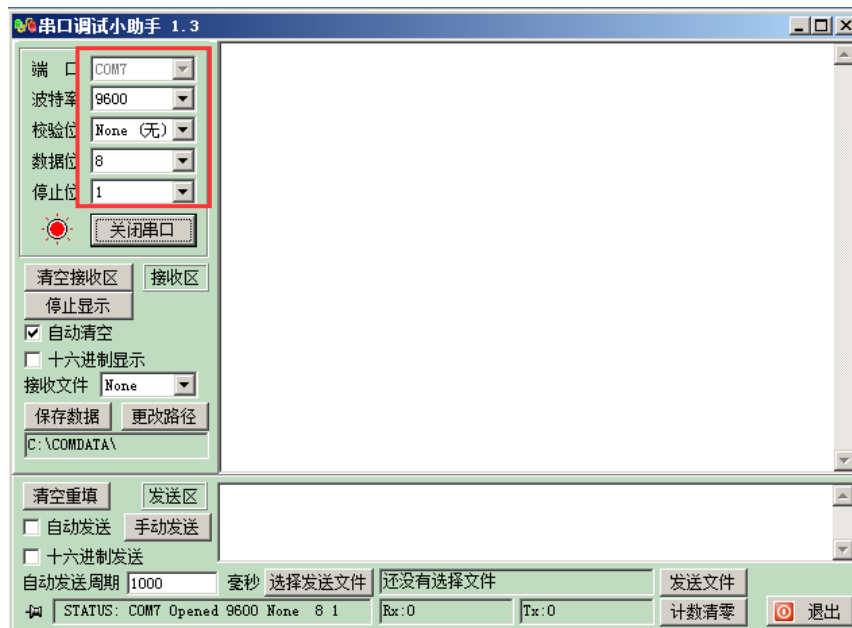 串口调试小助手 1.3
端 口 COM7
波特率 9600
校验位 None (无)
数据位 8
停止位 1
关闭串口
清空接收区 接收区
停止显示
自动清空
十六进制显示
接收文件 None
保存数据 更改路径
C:\COMDATA\
清空重填 发送区
自动发送 手动发送
十六进制发送
自动发送周期 1000 毫秒 选择发送文件 还没有选择文件 发送文件
STATUS: COM7 Opened 9600 None 8 1 Rx:0 Tx:0 计数清零 退出